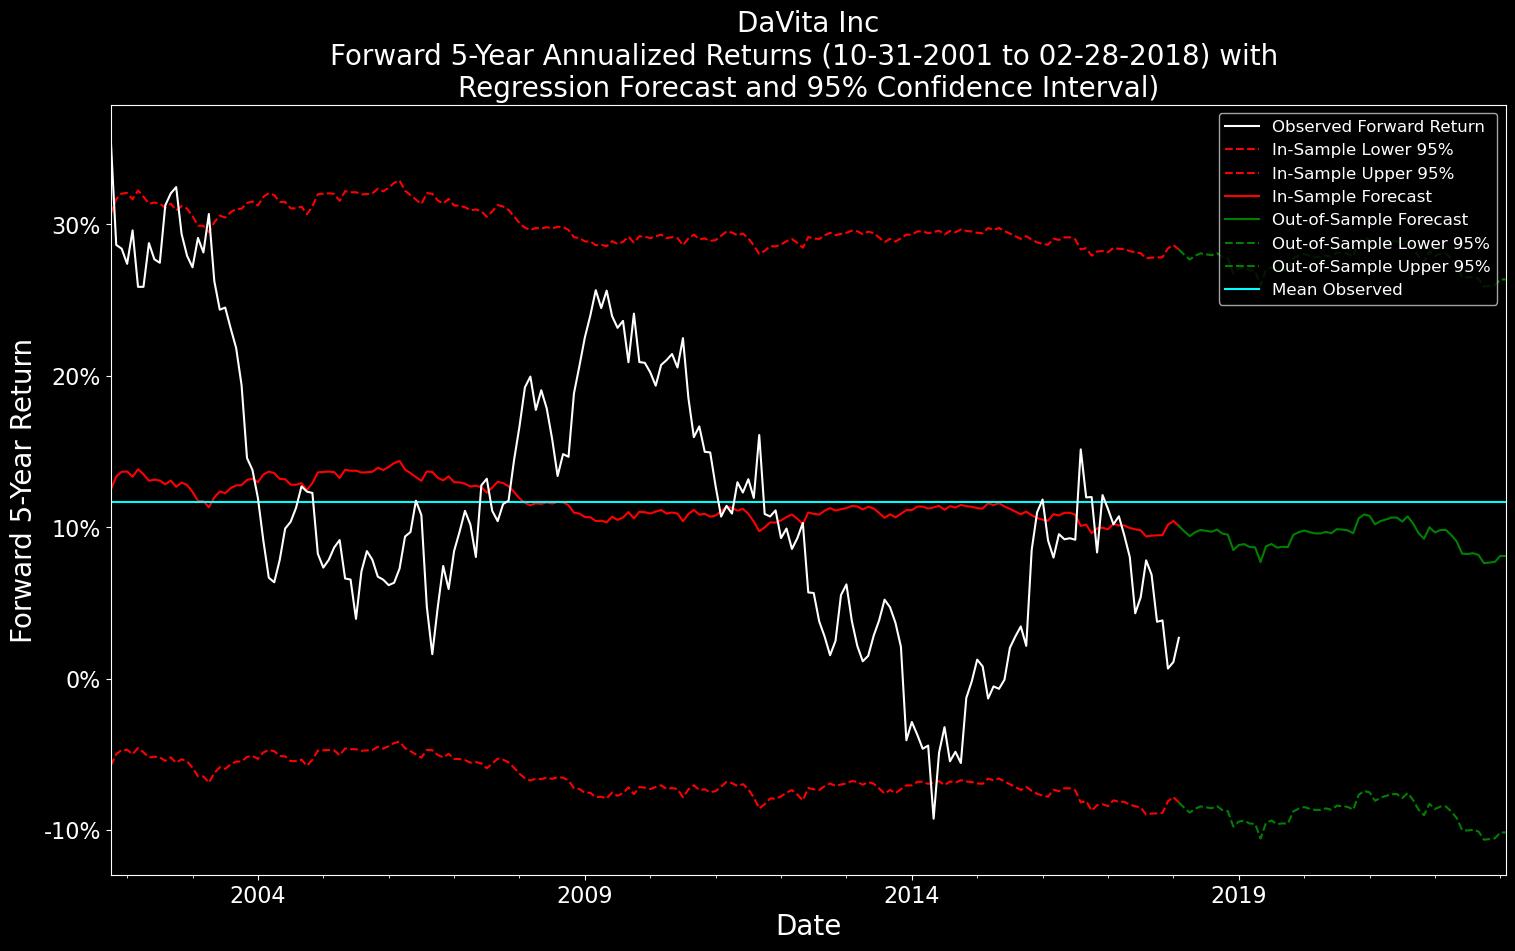 DaVita Inc
Forward 5-Year Annualized Returns (10-31-2001 to 02-28-2018) with
Regression Forecast and 95% Confidence Interval)
Observed Forward Return
In-Sample Lower 95%
In-Sample Upper 95%
In-Sample Forecast
Out-of-Sample Forecast
Out-of-Sample Lower 95%
Out-of-Sample Upper 95%
Mean Observed
Forward 5-Year Return
30%
20%
10%
0%
-10%
2004
2009
2014
2019
Date